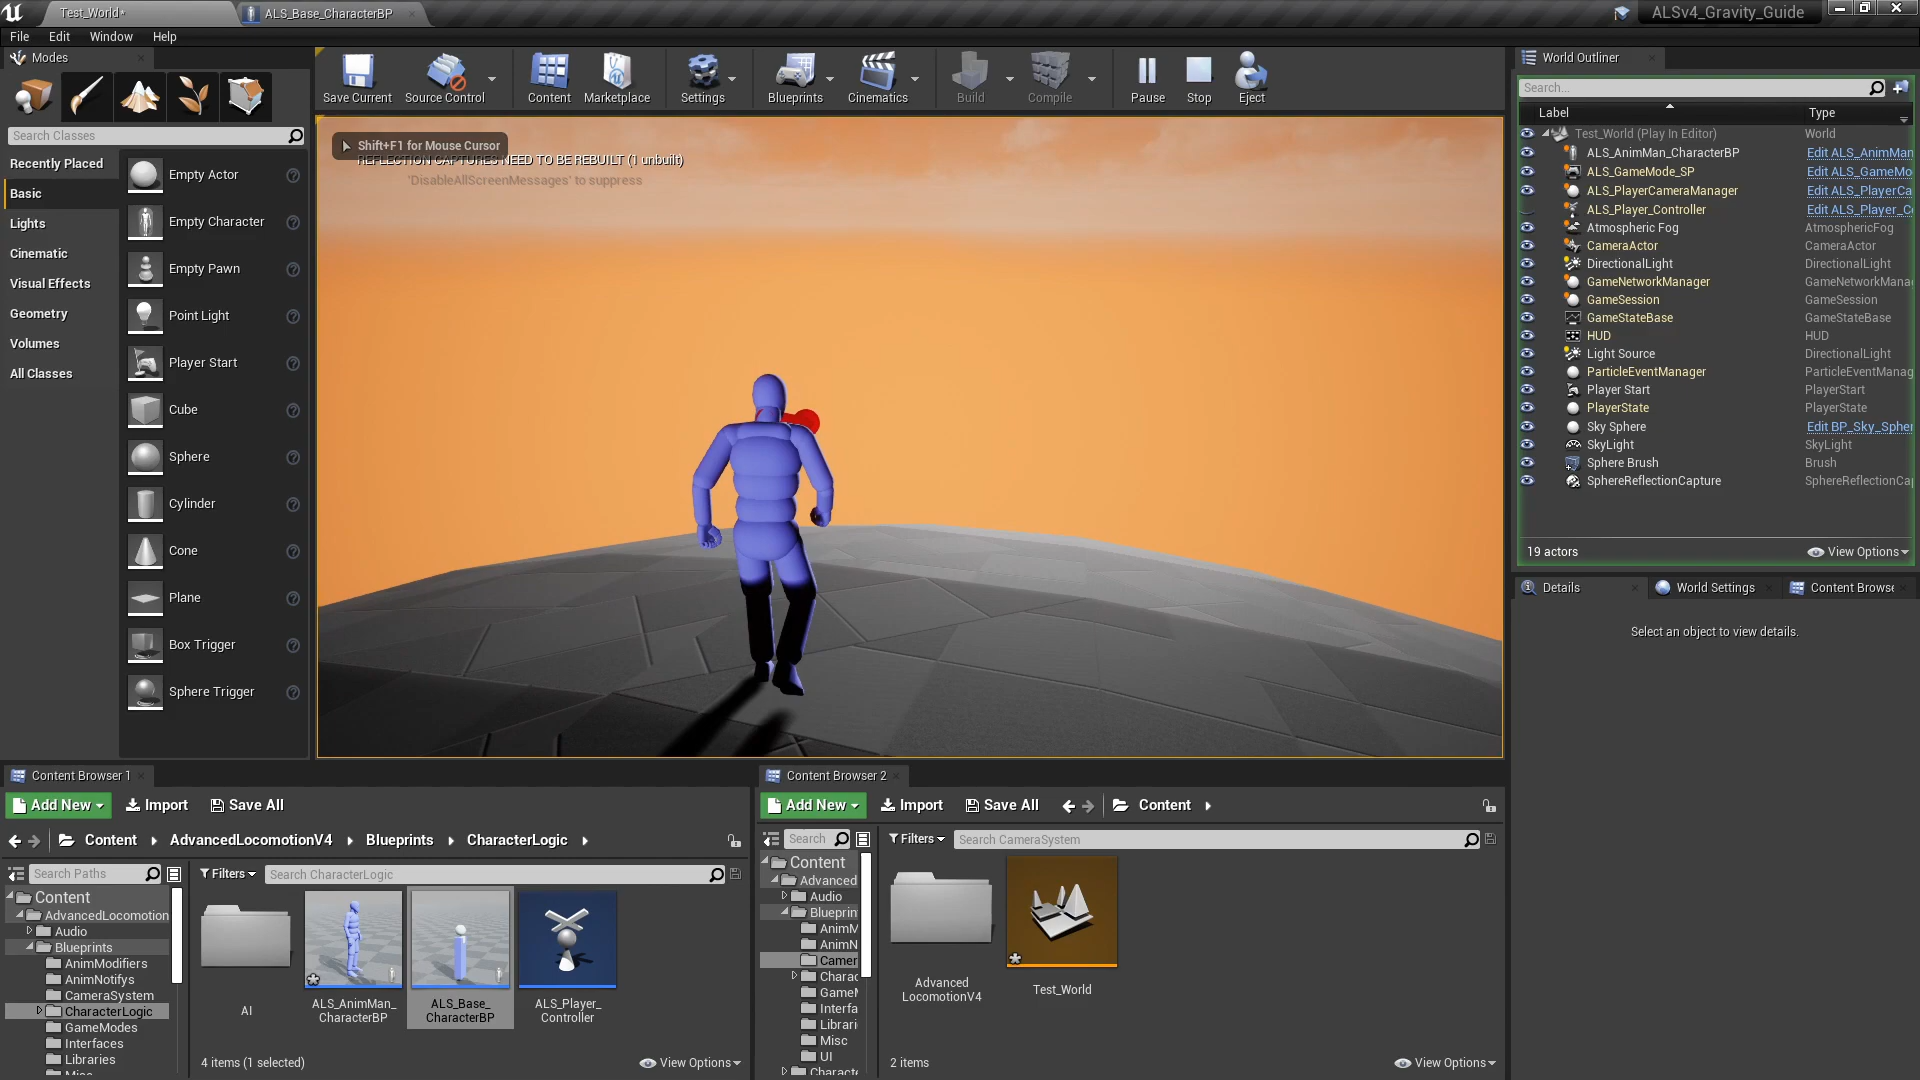 Test_World*
ALS_Base_CharacterBP
ALSv4_Gravity_Guide
File
Edit
Window
Help
Modes
Search Classes
Recently Placed
Basic
Lights
Cinematic
Visual Effects
Geometry
Volumes
All Classes
Empty Actor
Empty Character
Empty Pawn
Point Light
Player Start
Cube
Sphere
Cylinder
Cone
Plane
Box Trigger
Sphere Trigger
Save Current
Source Control
Content
Marketplace
Settings
Blueprints
Cinematics
Build
Compile
Pause
Stop
Eject
Shift+F1 for Mouse Cursor
REFLECTION CAPTURES NEED TO BE REBUILT (1 unbuilt)
'DisableAllScreenMessages' to suppress
World Outliner
Search...
Label Type
Test_World (Play In Editor) World
ALS_AnimMan_CharacterBP Edit ALS_AnimMan
ALS_GameMode_SP Edit ALS_GameMo
ALS_PlayerCameraManager Edit ALS_PlayerCa
ALS_Player_Controller Edit ALS_Player_C
Atmospheric Fog AtmosphericFog
CameraActor CameraActor
DirectionalLight DirectionalLight
GameNetworkManager GameNetworkMana
GameSession GameSession
GameStateBase GameStateBase
HUD HUD
Light Source DirectionalLight
ParticleEventManager ParticleEventManag
Player Start PlayerStart
PlayerState PlayerState
Sky Sphere Edit BP_Sky_Spher
SkyLight SkyLight
Sphere Brush Brush
SphereReflectionCapture SphereReflectionCap
19 actors
View Options
Details
World Settings
Content Browse
Select an object to view details.
Content Browser 1
Add New
Import
Save All
Content
AdvancedLocomotionV4
Blueprints
CharacterLogic
Search Paths
Filters
Search CharacterLogic
Content
AdvancedLocomotion
Audio
Blueprints
AnimModifiers
AnimNotifys
CameraSystem
CharacterLogic
GameModes
Interfaces
Libraries
Misc
AI
ALS_AnimMan_
CharacterBP
ALS_Base_
CharacterBP
ALS_Player_
Controller
4 items (1 selected)
View Options
Content Browser 2
Add New
Import
Save All
Content
Search
Filters
Search CameraSystem
Content
Advanced
Audio
Blueprin
AnimM
AnimN
Camer
Charac
GameM
Interfa
Librari
Misc
UI
Characte
Advanced
LocomotionV4
Test_World
2 items
View Options